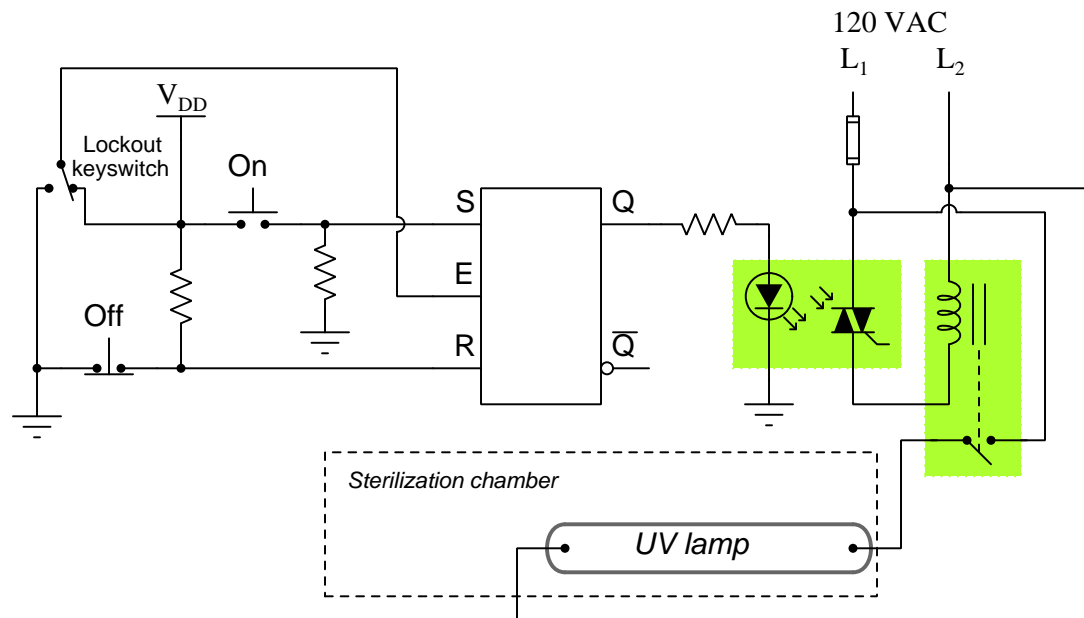 120 VAC
L1 L2
VDD
Lockout
keyswitch
On
S Q
E
Off
R Q̅
Sterilization chamber
UV lamp